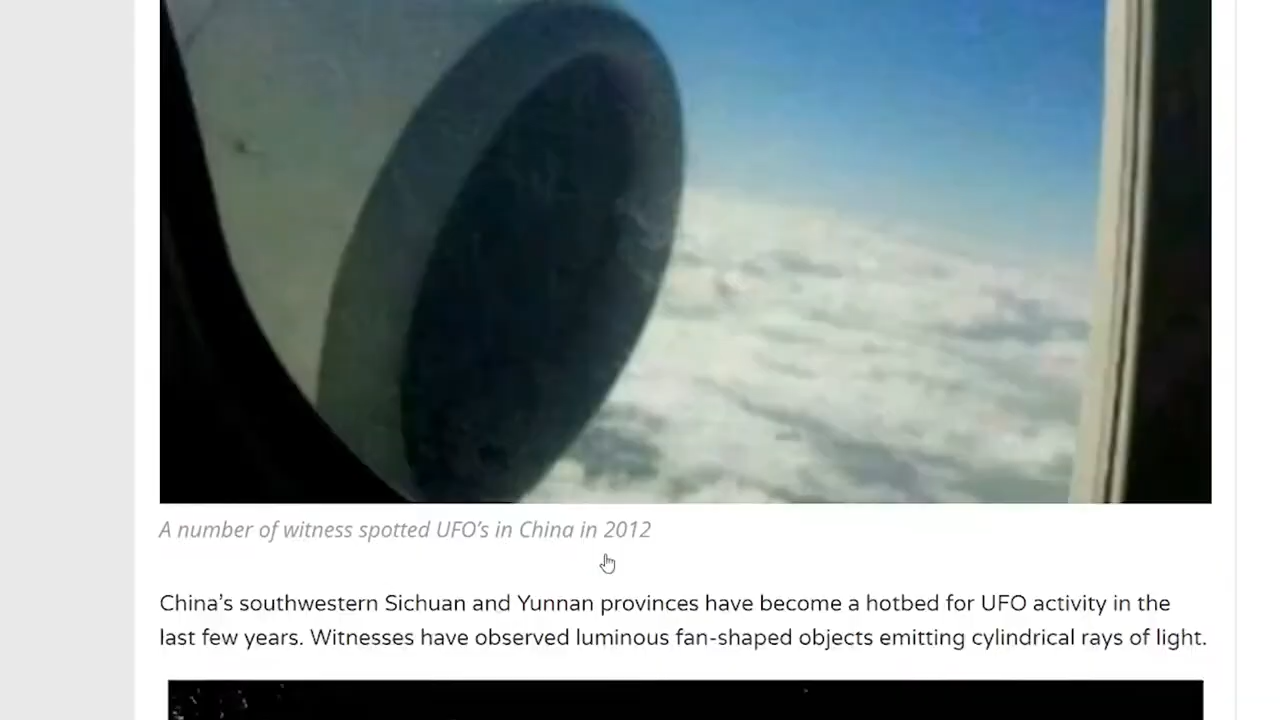 A number of witness spotted UFO’s in China in 2012
China’s southwestern Sichuan and Yunnan provinces have become a hotbed for UFO activity in the
last few years. Witnesses have observed luminous fan-shaped objects emitting cylindrical rays of light.